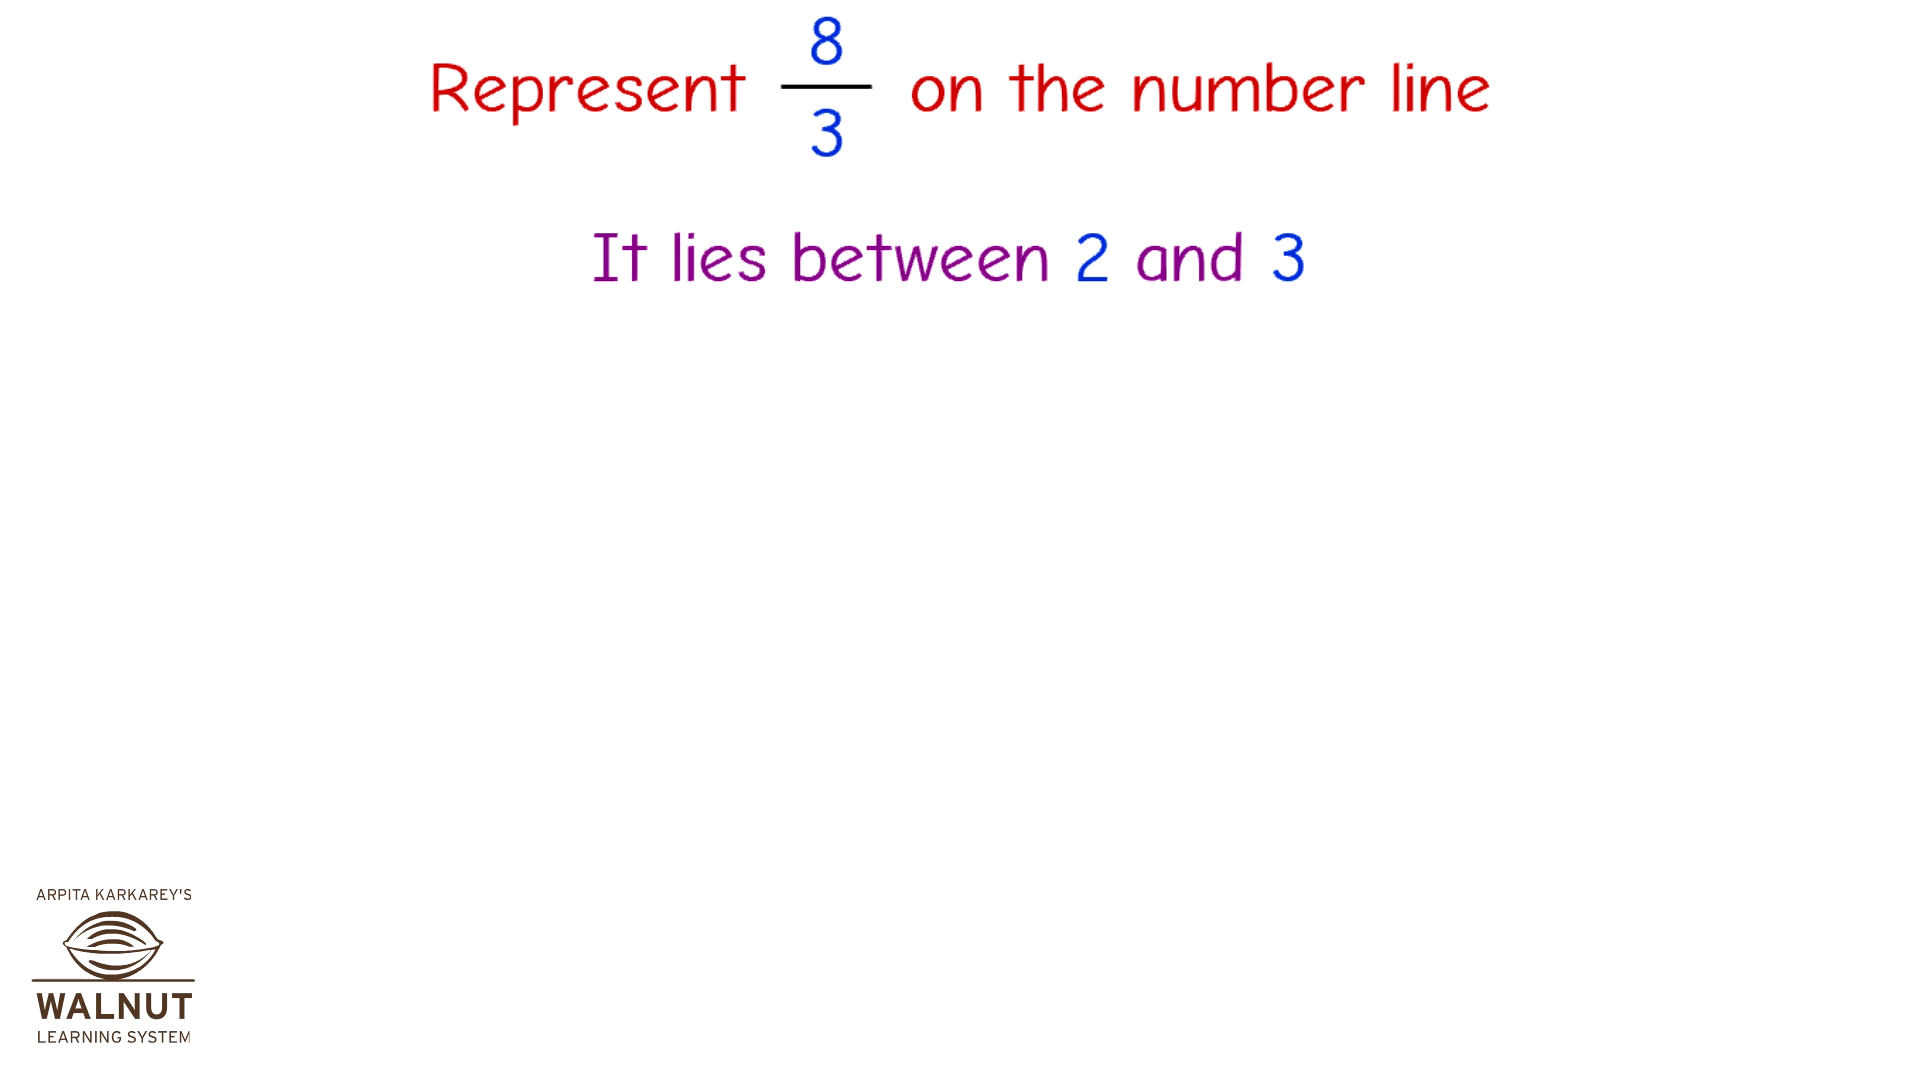 Represent 8/3 on the number line
It lies between 2 and 3
ARPITA KARKAREY'S
WALNUT
LEARNING SYSTEM